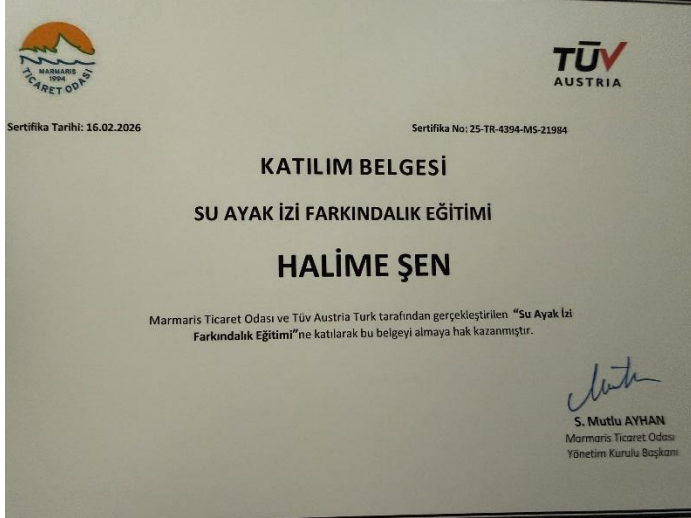 MARMARIS
1994
TİCARET ODASI
TÜV
AUSTRIA
Sertifika Tarihi: 16.02.2026
Sertifika No: 25-TR-4394-MS-21984
KATILIM BELGESİ
SU AYAK İZİ FARKINDALIK EĞİTİMİ
HALİME ŞEN
Marmaris Ticaret Odası ve Tüv Austria Turk tarafından gerçekleştirilen “Su Ayak İzi
Farkındalık Eğitimi”ne katılarak bu belgeyi almaya hak kazanmıştır.
S. Mutlu AYHAN
Marmaris Ticaret Odası
Yönetim Kurulu Başkanı